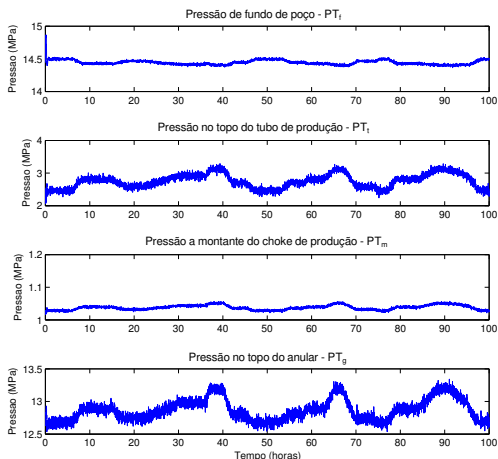 Pressão de fundo de poço - PTf
15
14.5
14
Pressao (MPa)
0 10 20 30 40 50 60 70 80 90 100
Pressão no topo do tubo de produção - PTt
4
3
2
Pressao (MPa)
0 10 20 30 40 50 60 70 80 90 100
Pressão a montante do choke de produção - PTm
1.2
1.1
1
Pressao (MPa)
0 10 20 30 40 50 60 70 80 90 100
Pressão no topo do anular - PTg
13.5
13
12.5
Pressao (MPa)
0 10 20 30 40 50 60 70 80 90 100
Tempo (horas)